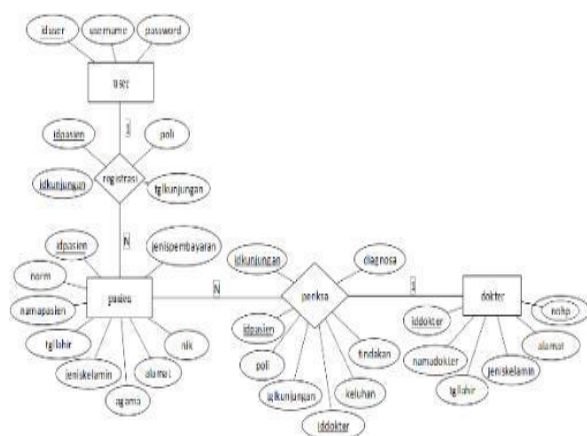 iduser
username
password
user
1
idpasien
poli
registrasi
idkunjungan
tglkunjungan
N
idpasien
jenispembayaran
norm
pasien
namapasien
tgllahir
nik
jeniskelamin
alamat
agama
N
idkunjungan
diagnosa
periksa
1
idpasien
poli
tindakan
tglkunjungan
keluhan
iddokter
dokter
nohp
iddokter
alamat
namadokter
jeniskelamin
tgllahir